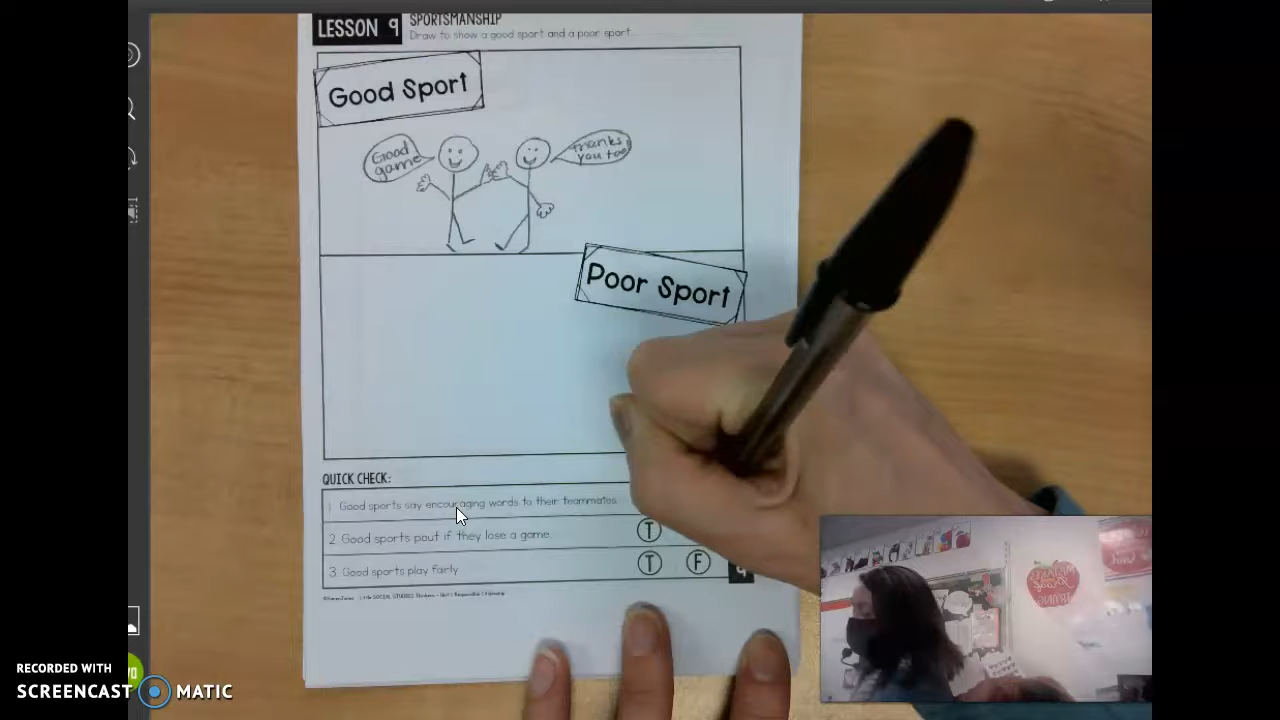 LESSON 9
SPORTSMANSHIP
Draw to show a good sport and a poor sport.
Good Sport
Good
game
thanks
you too!
Poor Sport
QUICK CHECK:
1. Good sports say encouraging words to their teammates.
2. Good sports pout if they lose a game.
T
3. Good sports play fairly.
T
F
9
RECORDED WITH
SCREENCAST MATIC